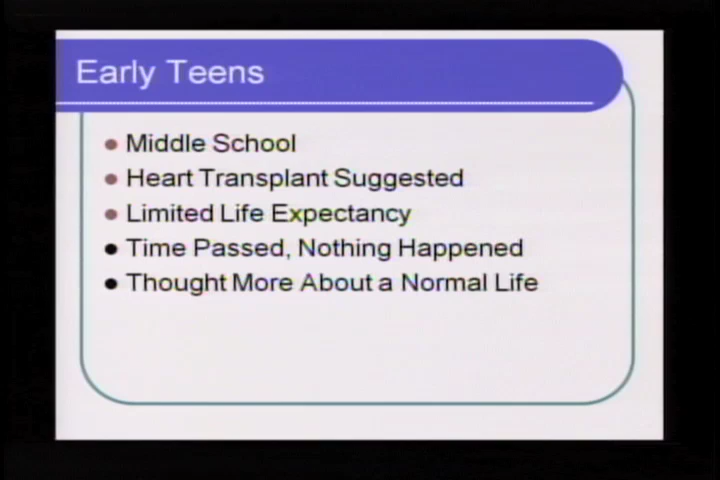 Early Teens
Middle School
Heart Transplant Suggested
Limited Life Expectancy
Time Passed, Nothing Happened
Thought More About a Normal Life